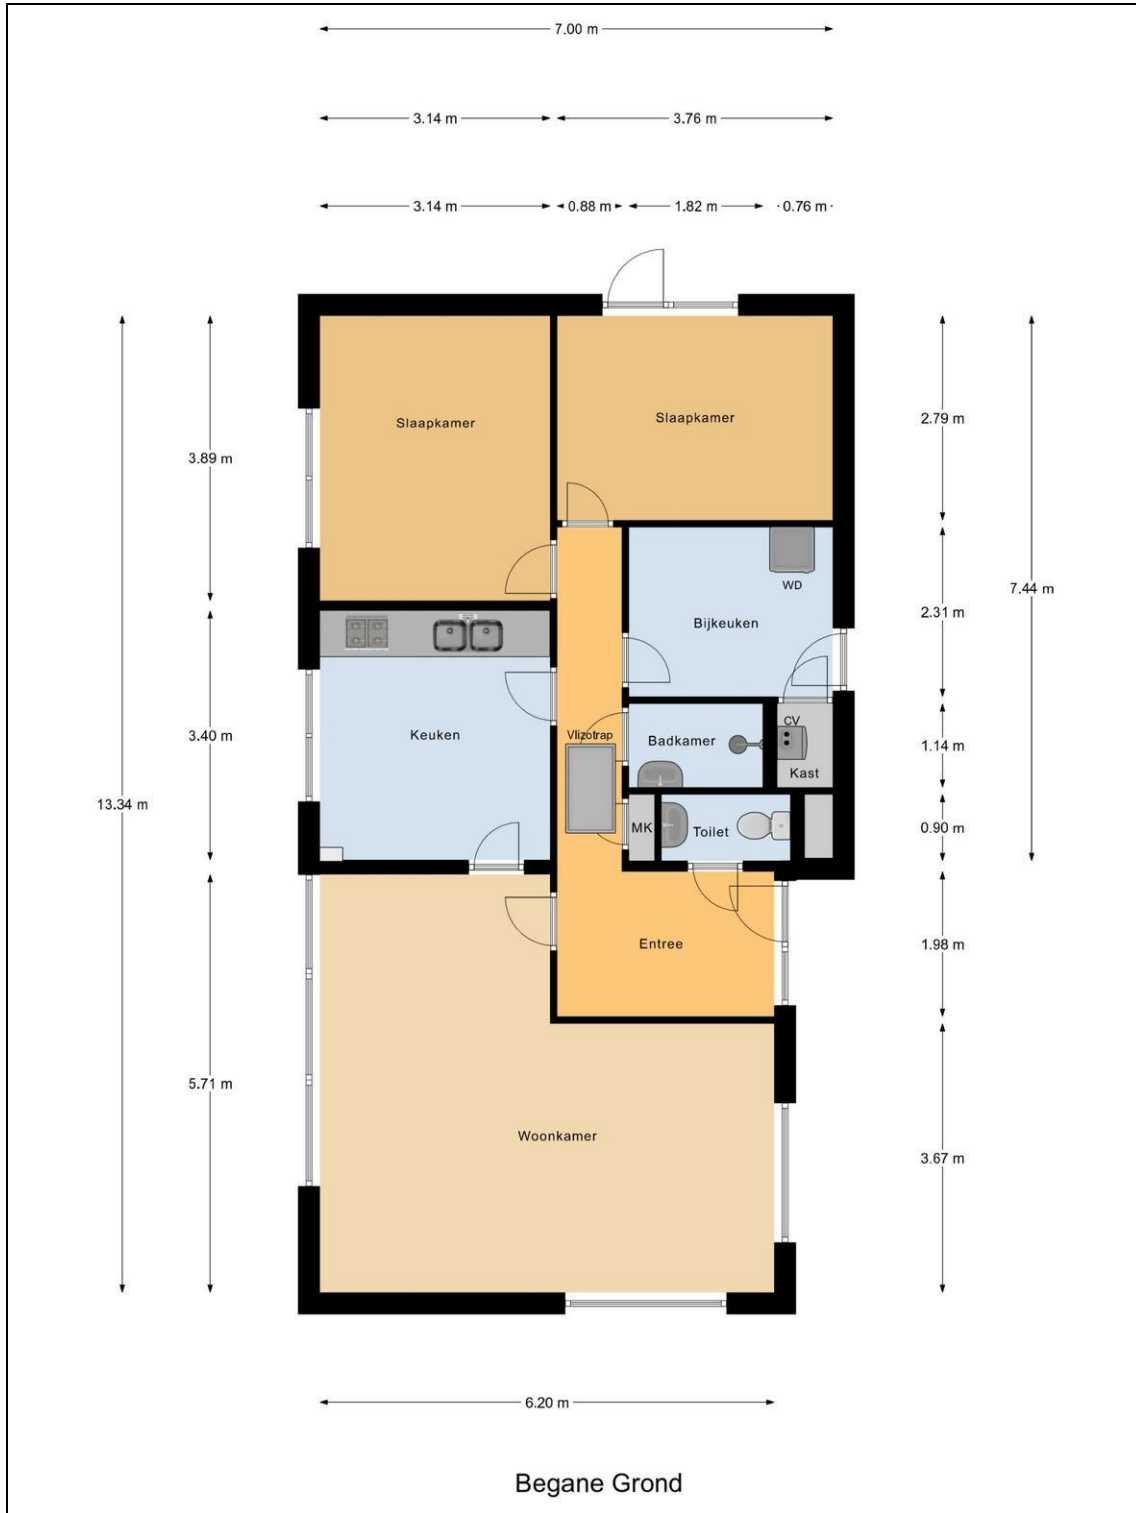 7.00 m
3.14 m
3.76 m
3.14 m
0.88 m
1.82 m
0.76 m
Slaapkamer
Slaapkamer
2.79 m
3.89 m
WD
7.44 m
Bijkeuken
2.31 m
CV
Keuken
Vlizotrap
Badkamer
3.40 m
1.14 m
Kast
13.34 m
MK
Toilet
0.90 m
Entree
1.98 m
5.71 m
Woonkamer
3.67 m
6.20 m
Begane Grond